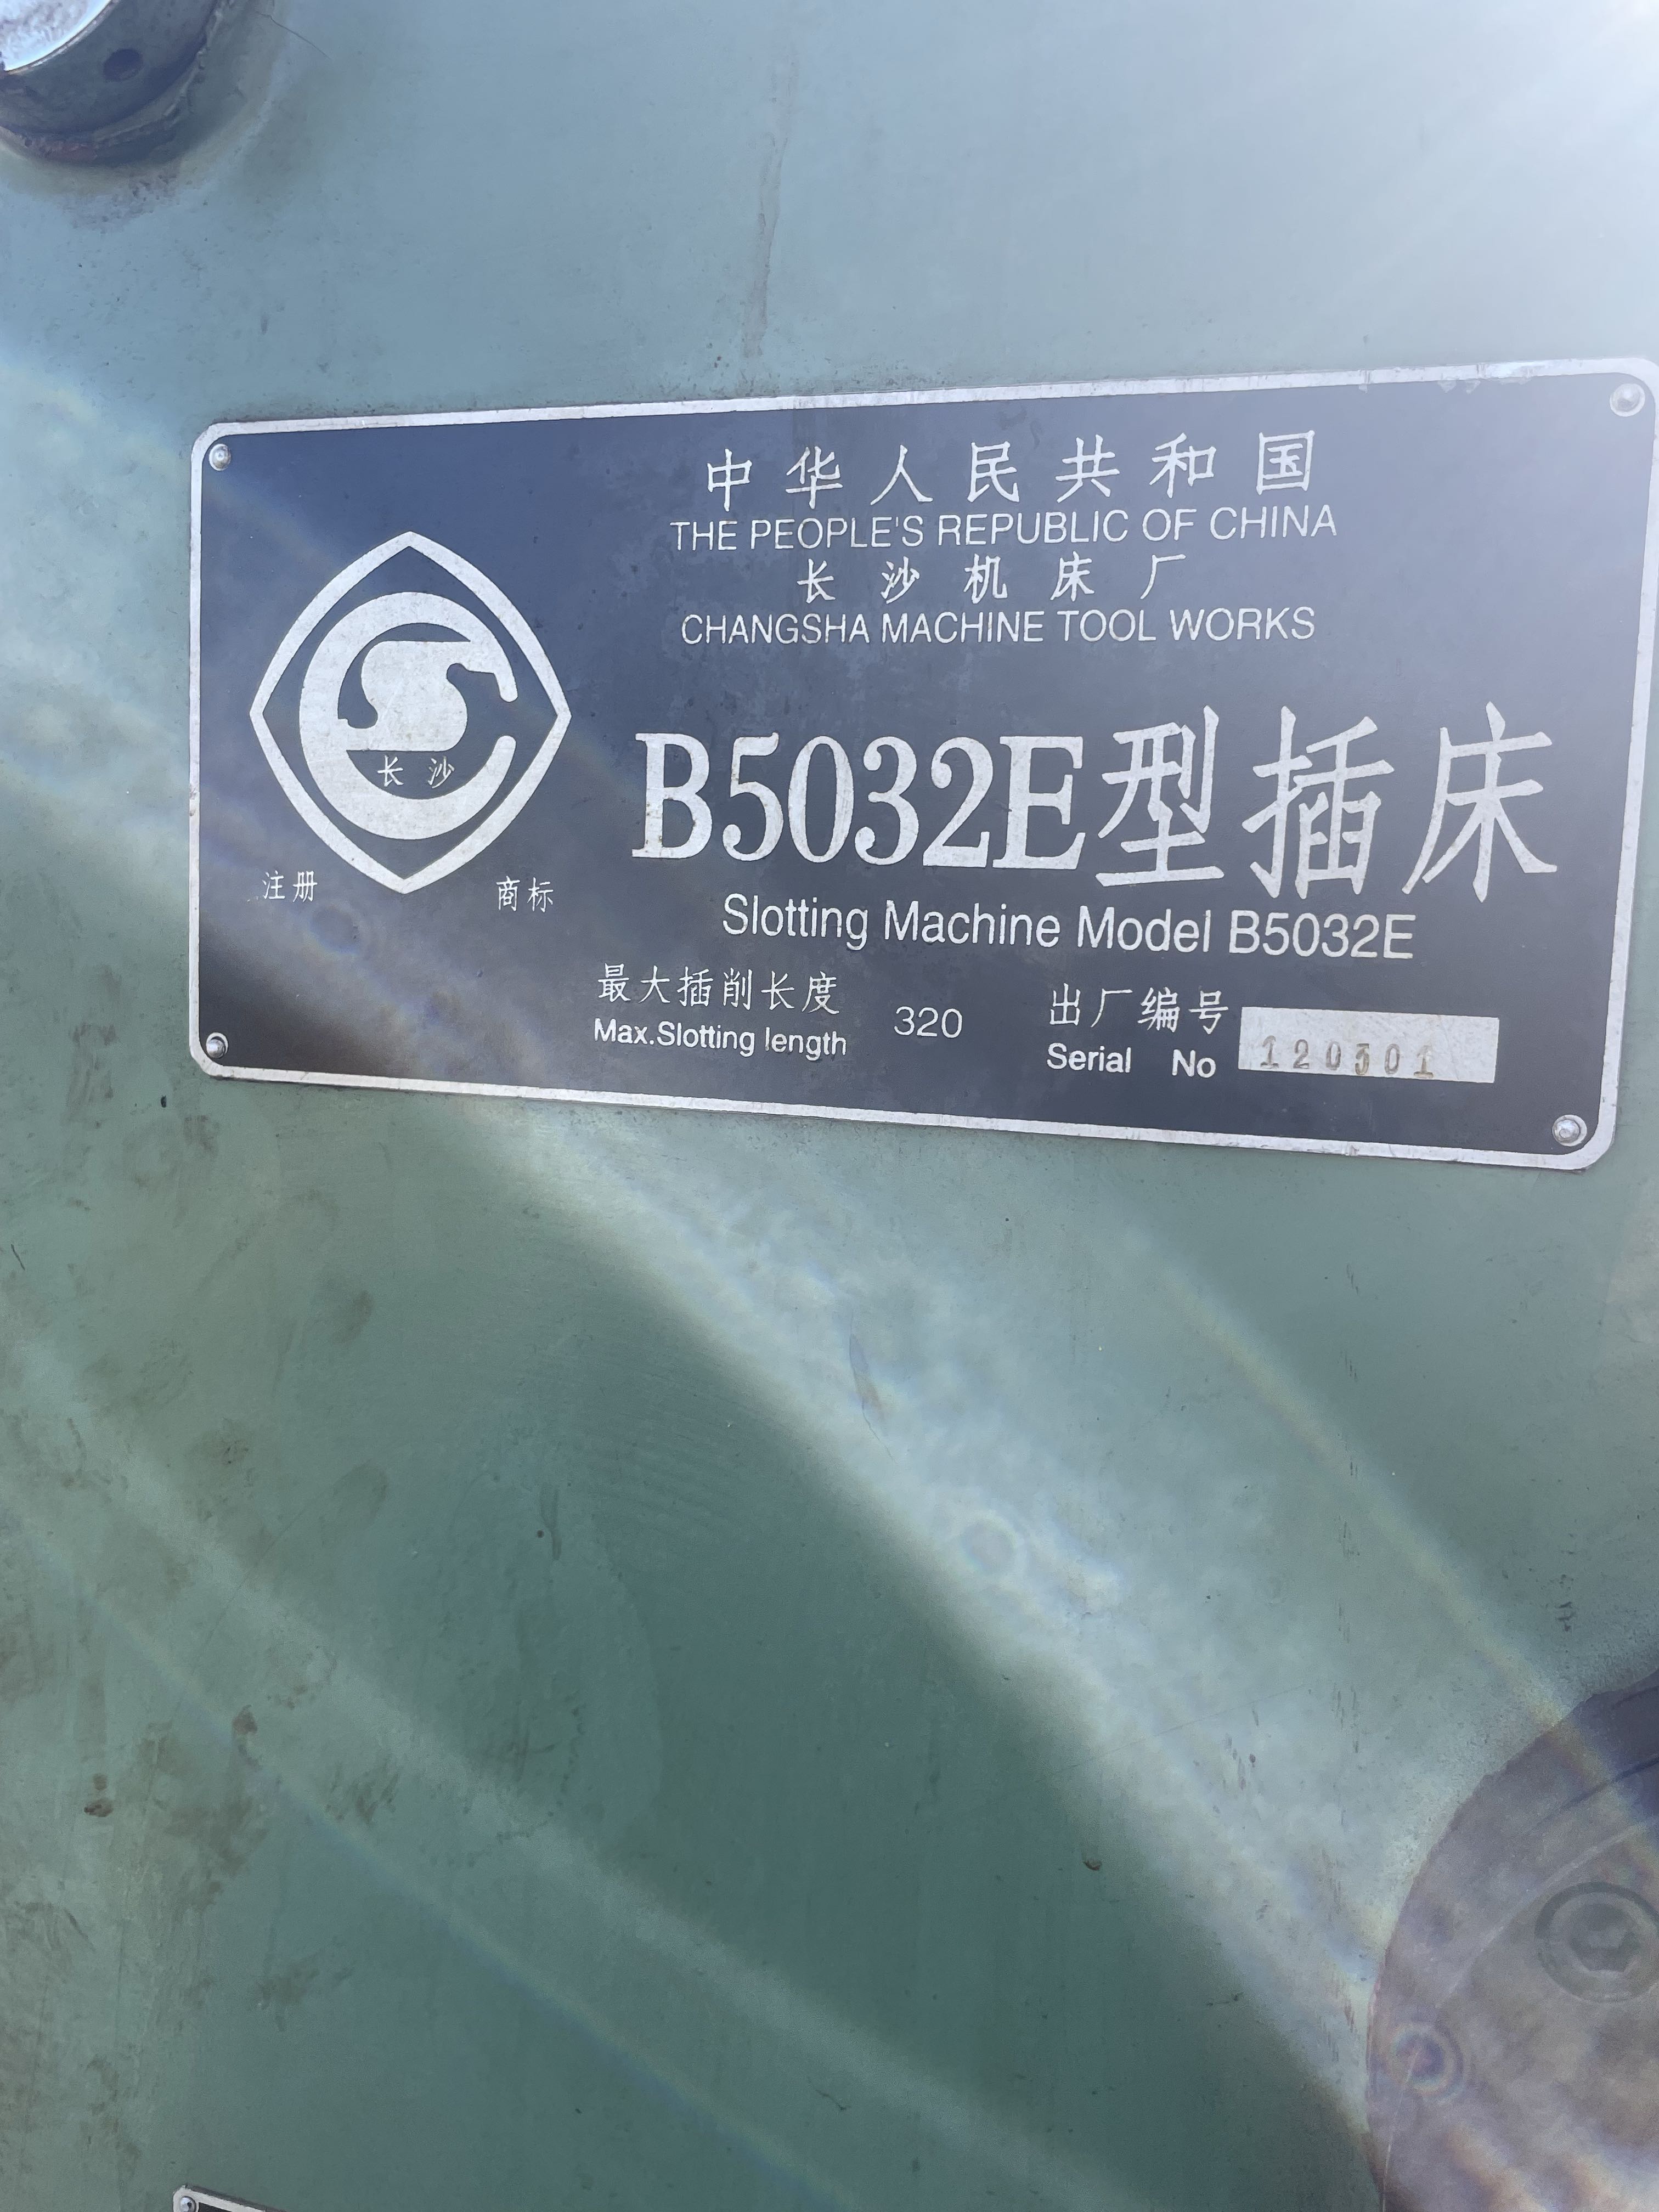 中华人民共和国
THE PEOPLE'S REPUBLIC OF CHINA
长沙机床厂
CHANGSHA MACHINE TOOL WORKS
长沙
注册 商标
B5032E型插床
Slotting Machine Model B5032E
最大插削长度 320 出厂编号
Max.Slotting length Serial No 120301